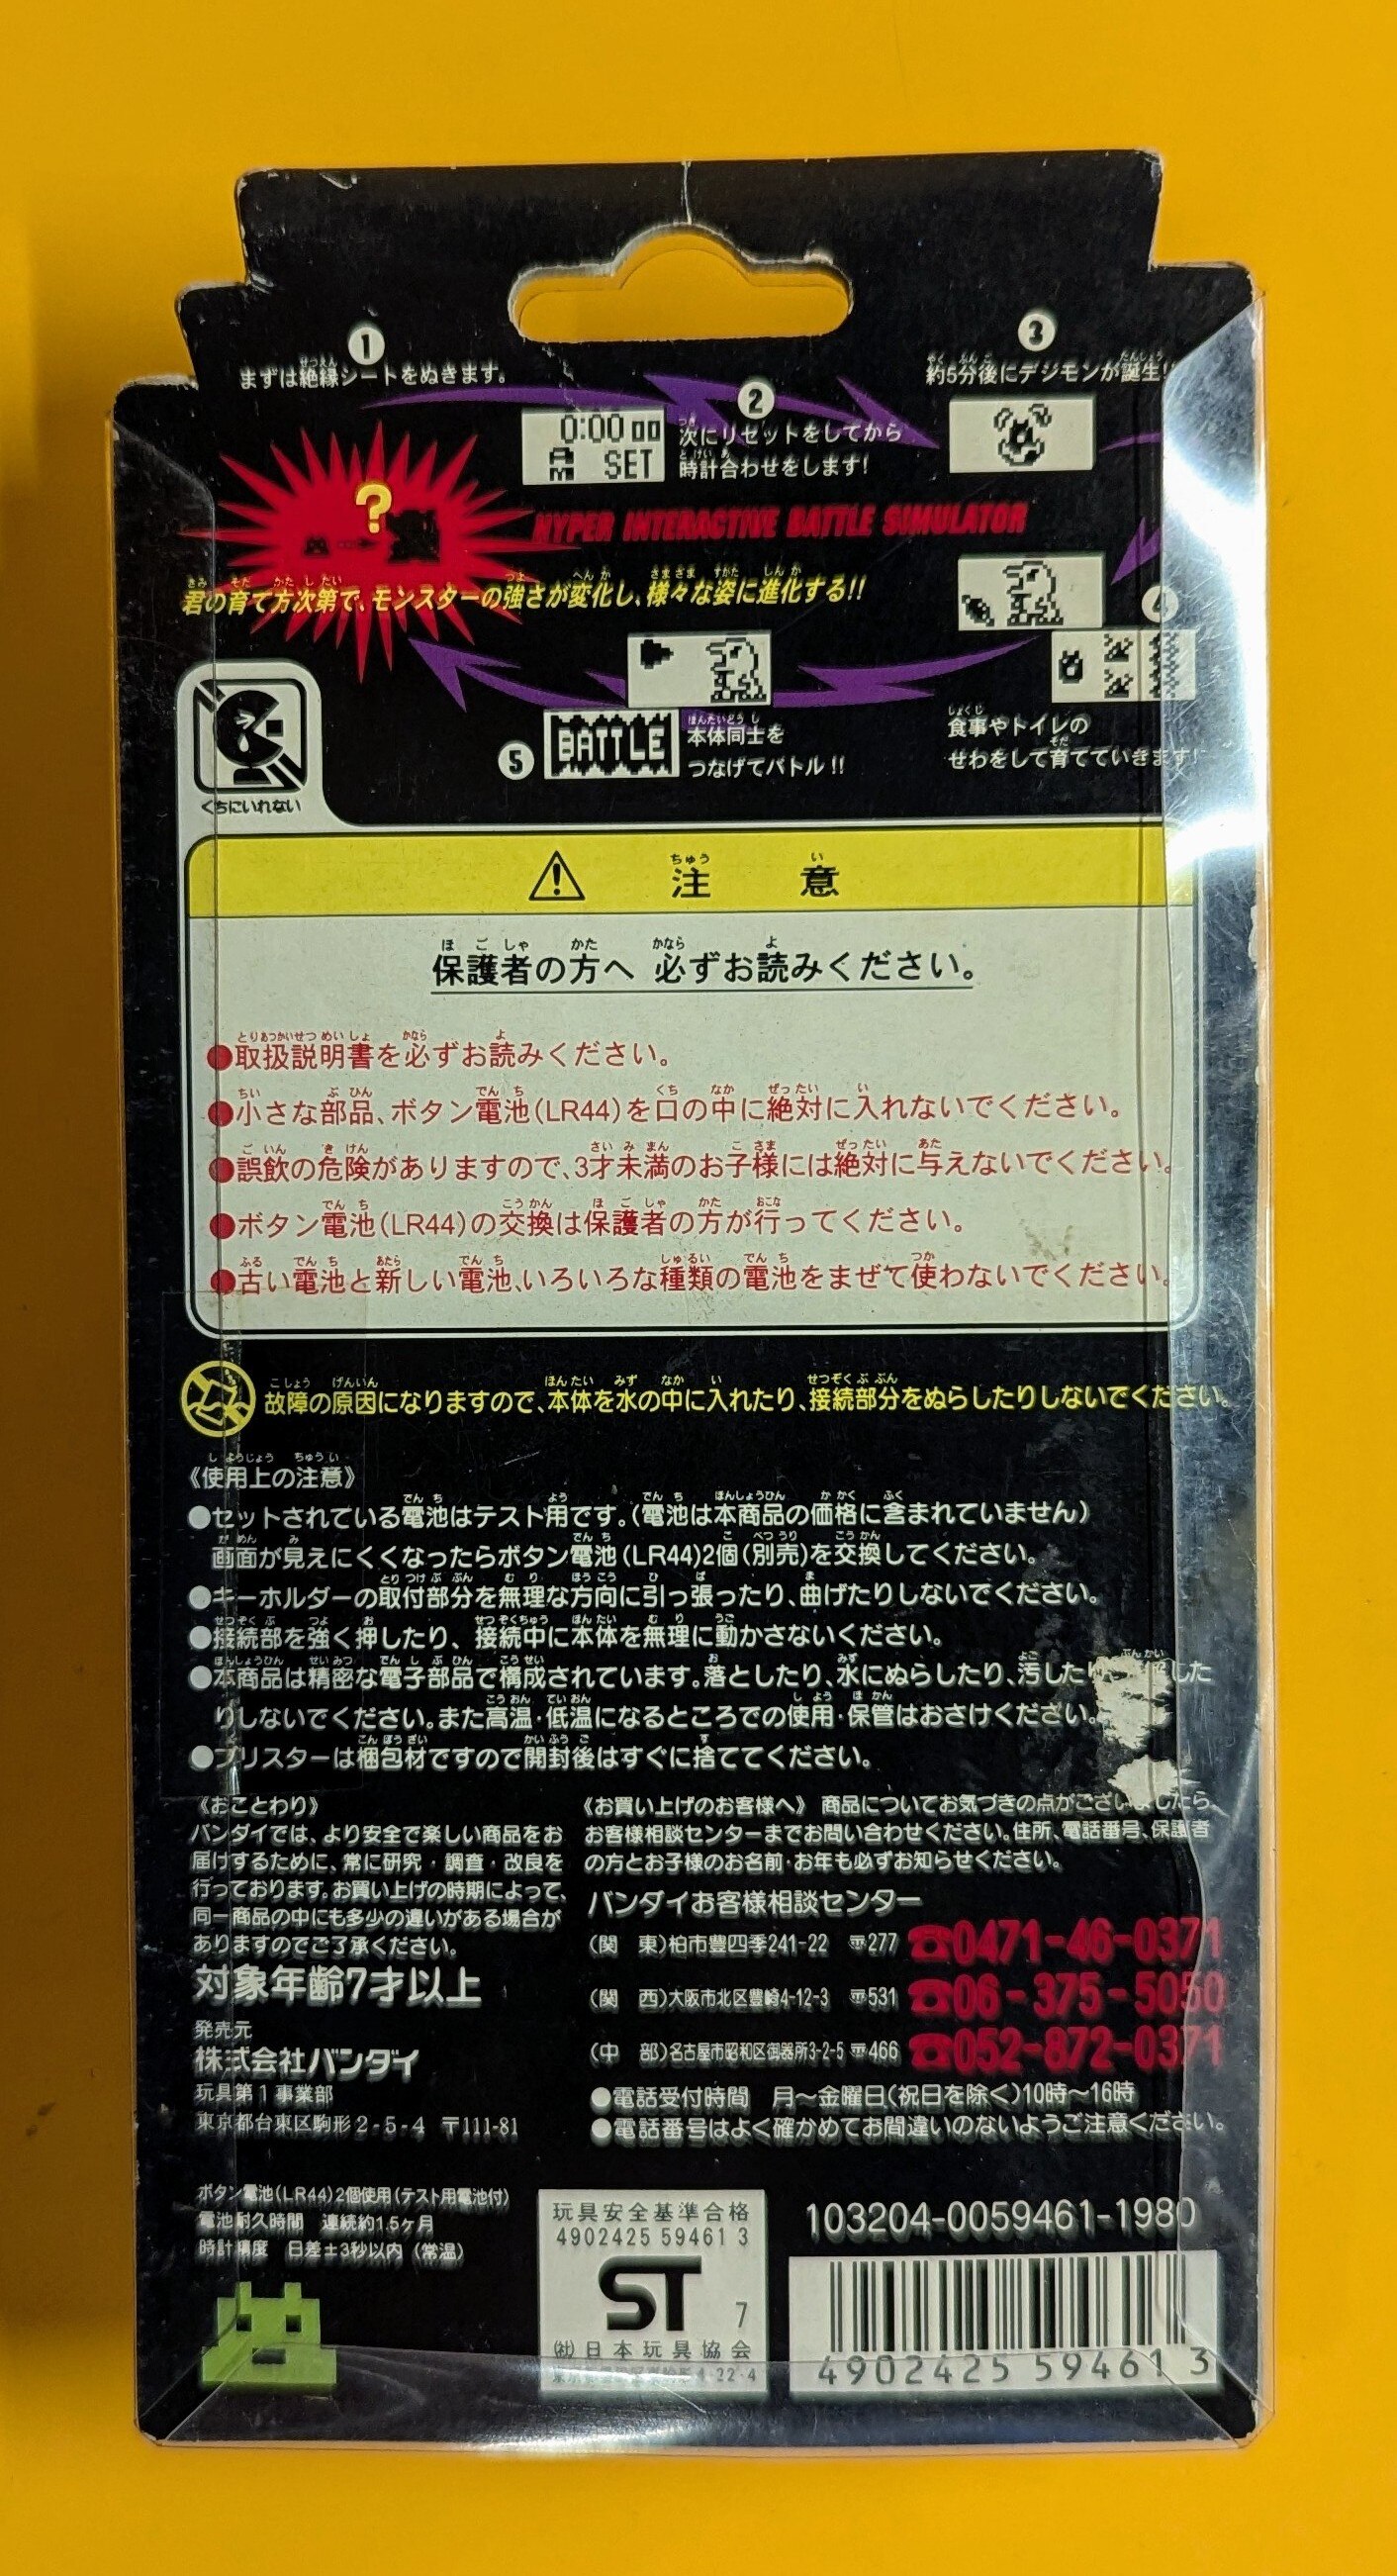 1
まずは絶縁シートをぬきます。
2
0:00 00
AM SET
次にリセットをしてから
時計合わせをします!
3
約5分後にデジモンが誕生!!
?
HYPER INTERACTIVE BATTLE SIMULATOR
君の育て方次第で、モンスターの強さが変化し、様々な姿に進化する!!
4
食事やトイレの
せわをして育てていきます!
5
BATTLE
本体同士を
つなげてバトル!!
くちにいれない
注意
保護者の方へ 必ずお読みください。
●取扱説明書を必ずお読みください。
●小さな部品、ボタン電池(LR44)を口の中に絶対に入れないでください。
●誤飲の危険がありますので、3才未満のお子様には絶対に与えないでください。
●ボタン電池(LR44)の交換は保護者の方が行ってください。
●古い電池と新しい電池、いろいろな種類の電池をまぜて使わないでください。
故障の原因になりますので、本体を水の中に入れたり、接続部分をぬらしたりしないでください。
《使用上の注意》
●セットされている電池はテスト用です。(電池は本商品の価格に含まれていません)
画面が見えにくくなったらボタン電池(LR44)2個(別売)を交換してください。
●キーホルダーの取付部分を無理な方向に引っ張ったり、曲げたりしないでください。
●接続部を強く押したり、接続中に本体を無理に動かさないください。
●本商品は精密な電子部品で構成されています。落としたり、水にぬらしたり、汚したり した
りしないでください。また高温・低温になるところでの使用・保管はおさけください。
●ブリスターは梱包材ですので開封後はすぐに捨ててください。
《おことわり》
バンダイでは、より安全で楽しい商品をお
届けするために、常に研究・調査・改良を
行っております。お買い上げの時期によって、
同一商品の中にも多少の違いがある場合が
ありますのでご了承ください。
対象年齢7才以上
発売元
株式会社バンダイ
玩具第1事業部
東京都台東区駒形2-5-4 〒111-81
《お買い上げのお客様へ》 商品についてお気づきの点がございましたら、
お客様相談センターまでお問い合わせください。住所、電話番号、保護者
の方とお子様のお名前・お年も必ずお知らせください。
バンダイお客様相談センター
(関 東)柏市豊四季241-22 〒277 ☎0471-46-0371
(関 西)大阪市北区豊崎4-12-3 〒531 ☎06-375-5050
(中 部)名古屋市昭和区御器所3-2-5 〒466 ☎052-872-0371
●電話受付時間 月〜金曜日(祝日を除く)10時〜16時
●電話番号はよく確かめてお間違いのないようご注意ください。
ボタン電池(LR44)2個使用(テスト用電池付)
電池耐久時間 連続約1.5ヶ月
時計精度 日差±3秒以内(常温)
玩具安全基準合格
4902425 59461 3
ST
7
(社)日本玩具協会
103204-0059461-1980
4902425 594613